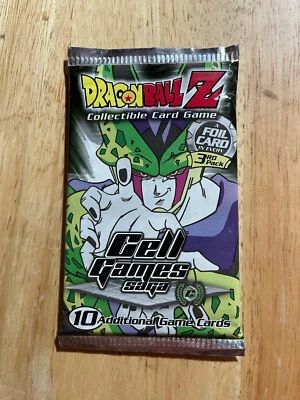 DRAGON BALL Z
Collectible Card Game
A
FOIL
CARD
IN EVERY
3RD
Pack!
Cell
Games
saga
10 Additional Game Cards